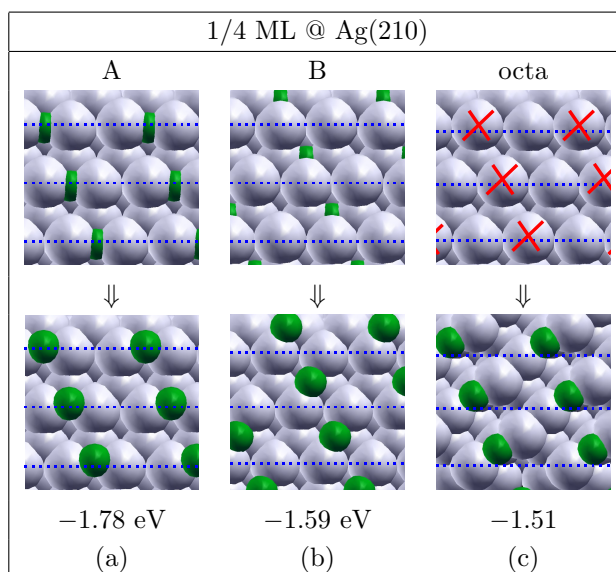 1/4 ML @ Ag(210)
A B octa
⇓ ⇓ ⇓
−1.78 eV −1.59 eV −1.51
(a) (b) (c)